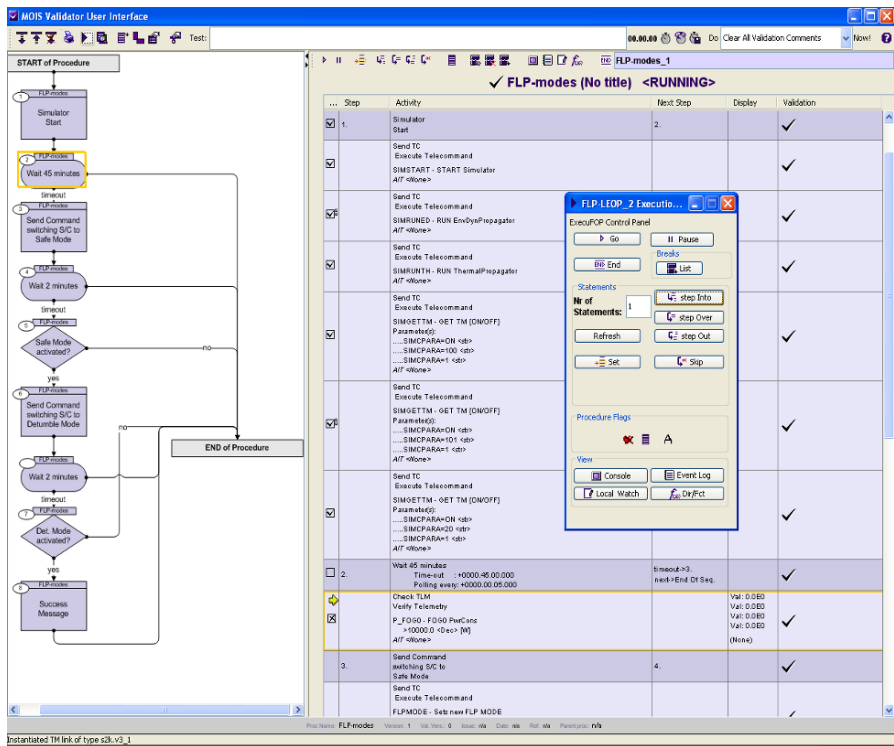 MOIS Validator User Interface
Test:
00.00.00
Do
Clear All Validation Comments
Now!
START of Procedure
1
FLP-modes
Simulator
Start
2
FLP-modes
Wait 45 minutes
timeout
3
FLP-modes
Send Command
switching S/C to
Safe Mode
4
FLP-modes
Wait 2 minutes
timeout
5
FLP-modes
Safe Mode
activated?
no
yes
6
FLP-modes
Send Command
switching S/C to
Detumble Mode
no
END of Procedure
FLP-modes
Wait 2 minutes
timeout
7
FLP-modes
Det. Mode
activated?
yes
8
FLP-modes
Success
Message
END FLP-modes_1
FLP-modes (No title) <RUNNING>
... Step Activity Next Step Display Validation
1. Simulator
Start
2.
Send TC
Execute Telecommand
SIMSTART - START Simulator
AIT <None>
Send TC
Execute Telecommand
SIMRUNED - RUN EnvDynPropagator
AIT <None>
Send TC
Execute Telecommand
SIMRUNTH - RUN ThermalPropagator
AIT <None>
Send TC
Execute Telecommand
SIMGETTM - GET TM [ON/OFF]
Parameter(s):
.....SIMCPARA=ON <str>
.....SIMCPARA=100 <str>
.....SIMCPARA=1 <str>
AIT <None>
Send TC
Execute Telecommand
SIMGETTM - GET TM [ON/OFF]
Parameter(s):
.....SIMCPARA=ON <str>
.....SIMCPARA=101 <str>
.....SIMCPARA=1 <str>
AIT <None>
Send TC
Execute Telecommand
SIMGETTM - GET TM [ON/OFF]
Parameter(s):
.....SIMCPARA=ON <str>
.....SIMCPARA=20 <str>
.....SIMCPARA=1 <str>
AIT <None>
2. Wait 45 minutes
Time-out :+0000.45.00.000
Polling every: +0000.00.05.000
timeout->3.
next->End Of Seq.
Check TLM
Verify Telemetry
P_FOG0 - FOG0 PwrCons
>10000.0 <Dec> [W]
AIT <None>
Val: 0.0E0
Val: 0.0E0
Val: 0.0E0
Val: 0.0E0
(None)
3. Send Command
switching S/C to
Safe Mode
4.
Send TC
Execute Telecommand
FLPMODE - Sets new FLP MODE
FLP-LEOP_2 Executio...
ExecuFOP Control Panel
Go
Pause
END End
Breaks
List
Statements
Nr of
Statements:
1
step Into
step Over
Refresh
step Out
Set
Skip
Procedure Flags
A
View
Console
Event Log
Local Watch
Dir/Fct
Proc Name: FLP-modes Version: 1 Val. Vers.: 0 Issue: n/a Date: n/a Ref: n/a Parent proc: n/a
Instantiated TM link of type s2k.v3_1